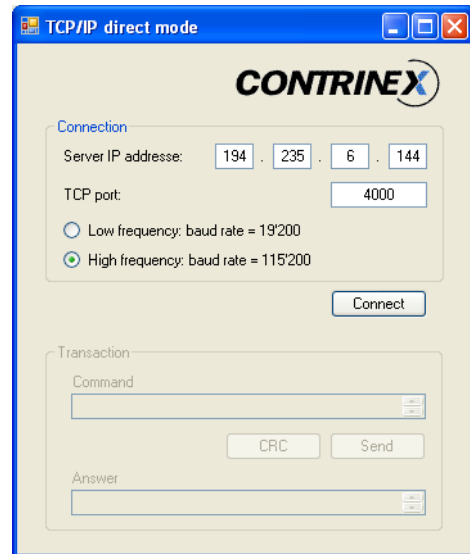 TCP/IP direct mode
CONTRINEX
Connection
Server IP addresse: 194 . 235 . 6 . 144
TCP port: 4000
Low frequency: baud rate = 19'200
High frequency: baud rate = 115'200
Connect
Transaction
Command
CRC Send
Answer